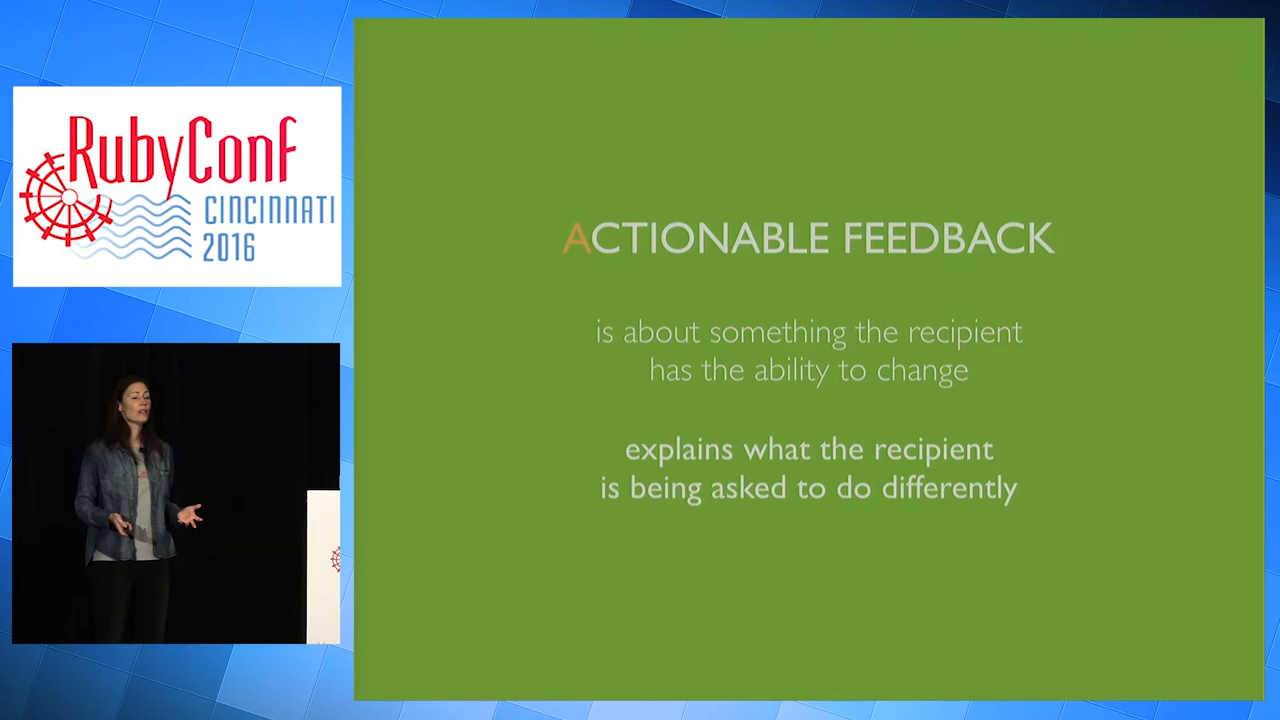 RubyConf
CINCINNATI
2016
ACTIONABLE FEEDBACK
is about something the recipient
has the ability to change
explains what the recipient
is being asked to do differently